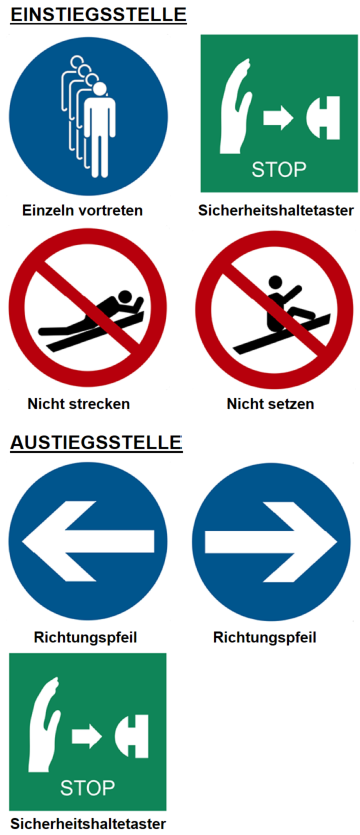 EINSTIEGSSTELLE
STOP
Einzeln vortreten Sicherheitshaltetaster
Nicht strecken Nicht setzen
AUSTIEGSSTELLE
Richtungspfeil Richtungspfeil
STOP
Sicherheitshaltetaster